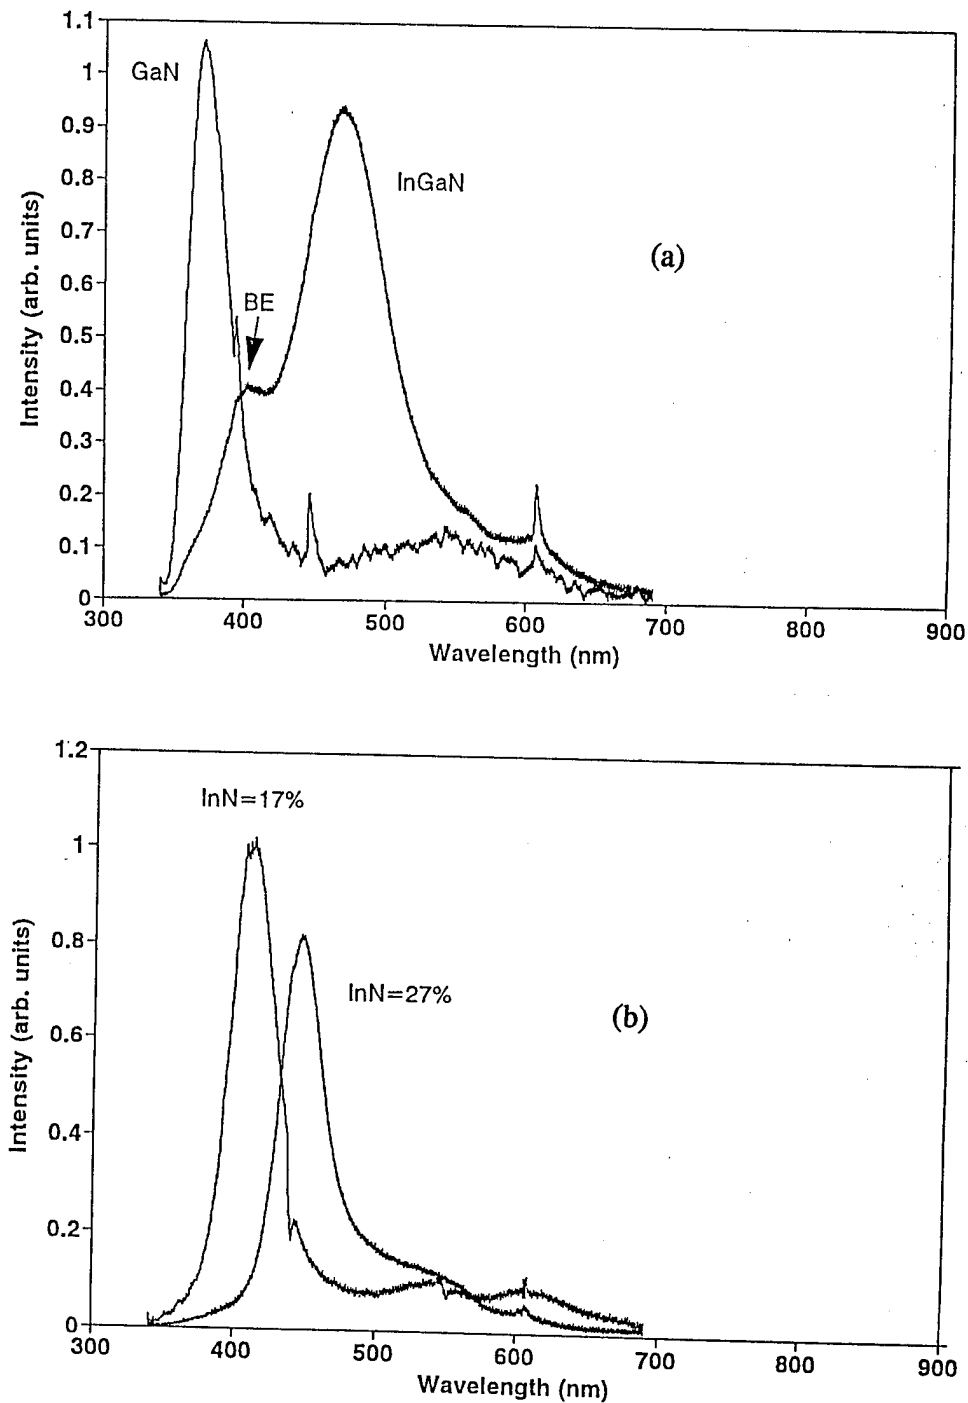 1.1
1
GaN
0.9
0.8
InGaN
0.7
(a)
0.6
BE
0.5
0.4
0.3
0.2
0.1
0
300 400 500 600 700 800 900
Intensity (arb. units)
Wavelength (nm)
1.2
InN=17%
1
0.8
InN=27%
(b)
0.6
0.4
0.2
0
300 400 500 600 700 800 900
Intensity (arb. units)
Wavelength (nm)